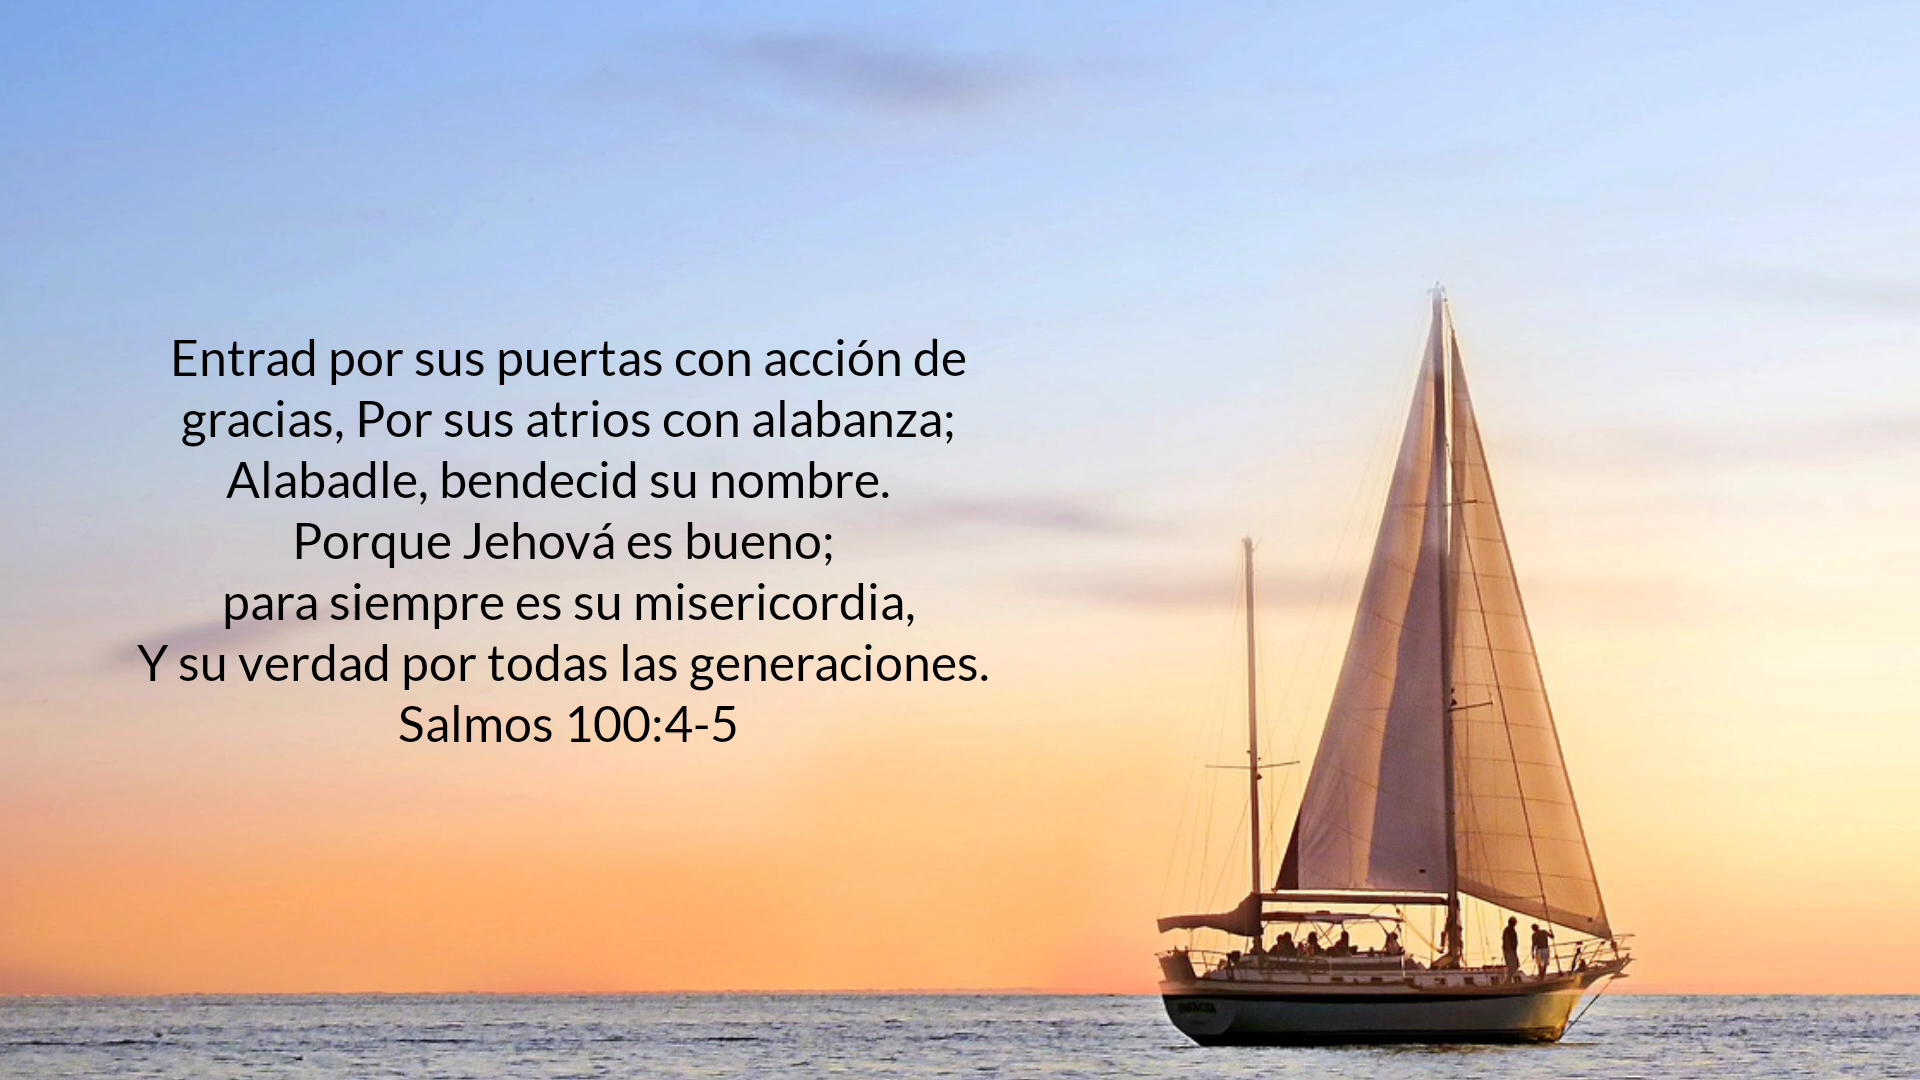 Entrad por sus puertas con acción de
gracias, Por sus atrios con alabanza;
Alabadle, bendecid su nombre.
Porque Jehová es bueno;
para siempre es su misericordia,
Y su verdad por todas las generaciones.
Salmos 100:4-5